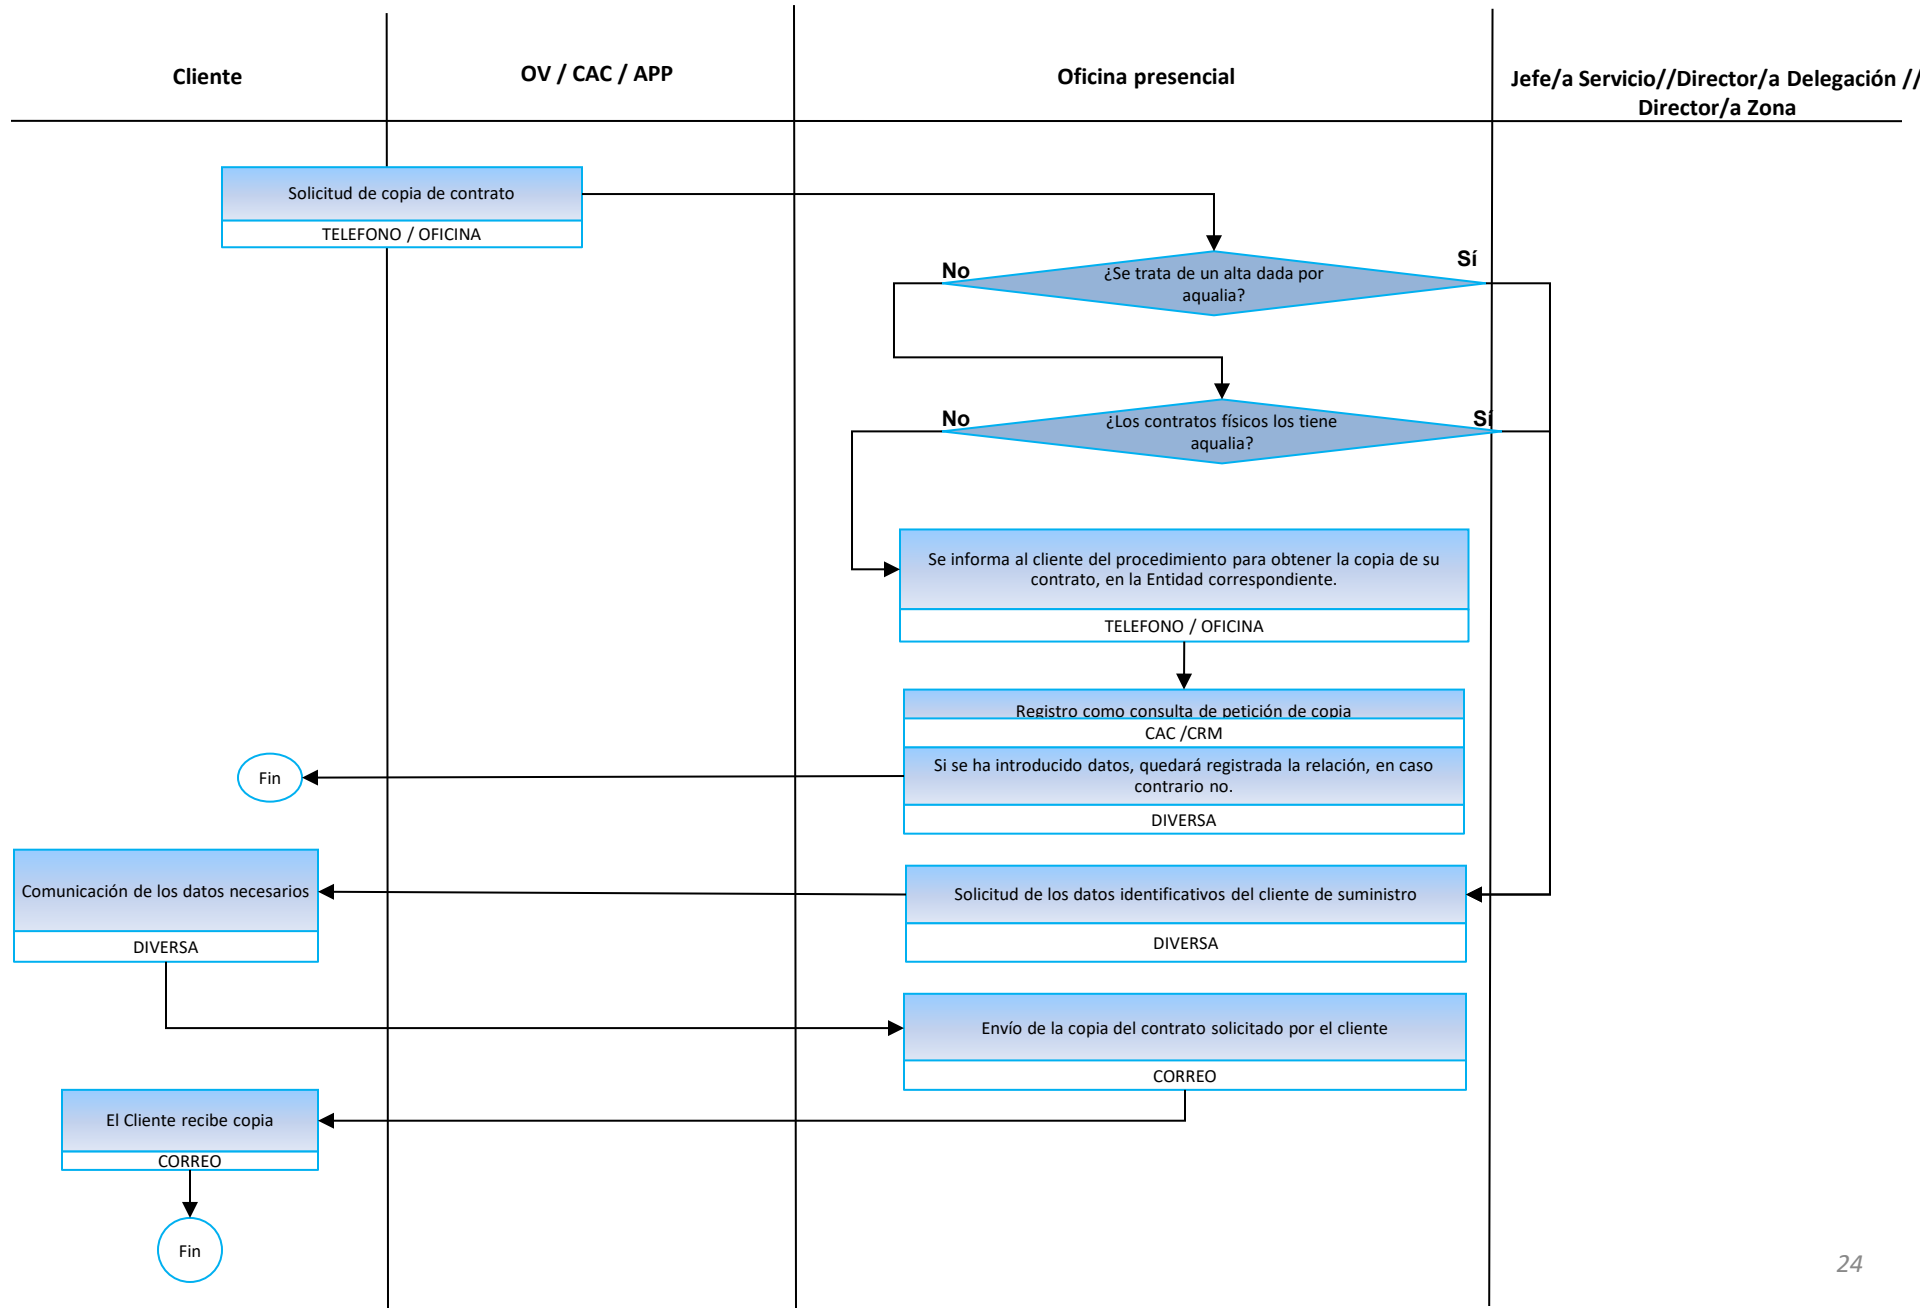 Cliente
OV / CAC / APP
Oficina presencial
Jefe/a Servicio//Director/a Delegación //
Director/a Zona
Solicitud de copia de contrato
TELEFONO / OFICINA
No
¿Se trata de un alta dada por
aqualia?
Sí
No
¿Los contratos físicos los tiene
aqualia?
Sí
Se informa al cliente del procedimiento para obtener la copia de su
contrato, en la Entidad correspondiente.
TELEFONO / OFICINA
Registro como consulta de petición de copia
CAC /CRM
Fin
Si se ha introducido datos, quedará registrada la relación, en caso
contrario no.
DIVERSA
Comunicación de los datos necesarios
DIVERSA
Solicitud de los datos identificativos del cliente de suministro
DIVERSA
Envío de la copia del contrato solicitado por el cliente
CORREO
El Cliente recibe copia
CORREO
Fin
24